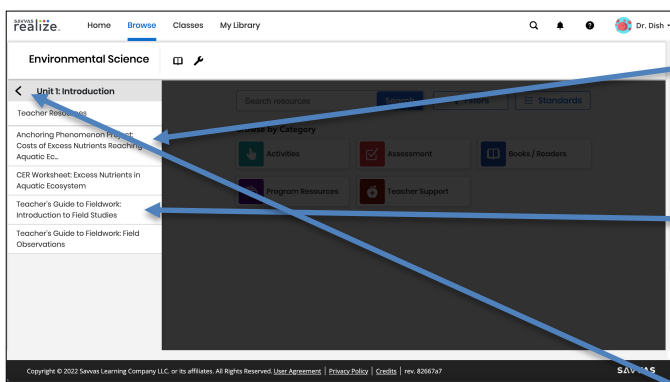 savvas
realize. Home Browse Classes My Library Dr. Dish
Environmental Science
Unit 1: Introduction
Teacher Resources
Anchoring Phenomenon Project:
Costs of Excess Nutrients Reaching
Aquatic Ec...
CER Worksheet: Excess Nutrients in
Aquatic Ecosystem
Teacher's Guide to Fieldwork:
Introduction to Field Studies
Teacher's Guide to Fieldwork: Field
Observations
Search resources Search Filters Standards
Browse by Category
Activities Assessment Books / Readers
Program Resources Teacher Support
Copyright © 2022 Savvas Learning Company LLC. or its affiliates. All Rights Reserved. User Agreement | Privacy Policy | Credits | rev. 82667a7 SAVVAS